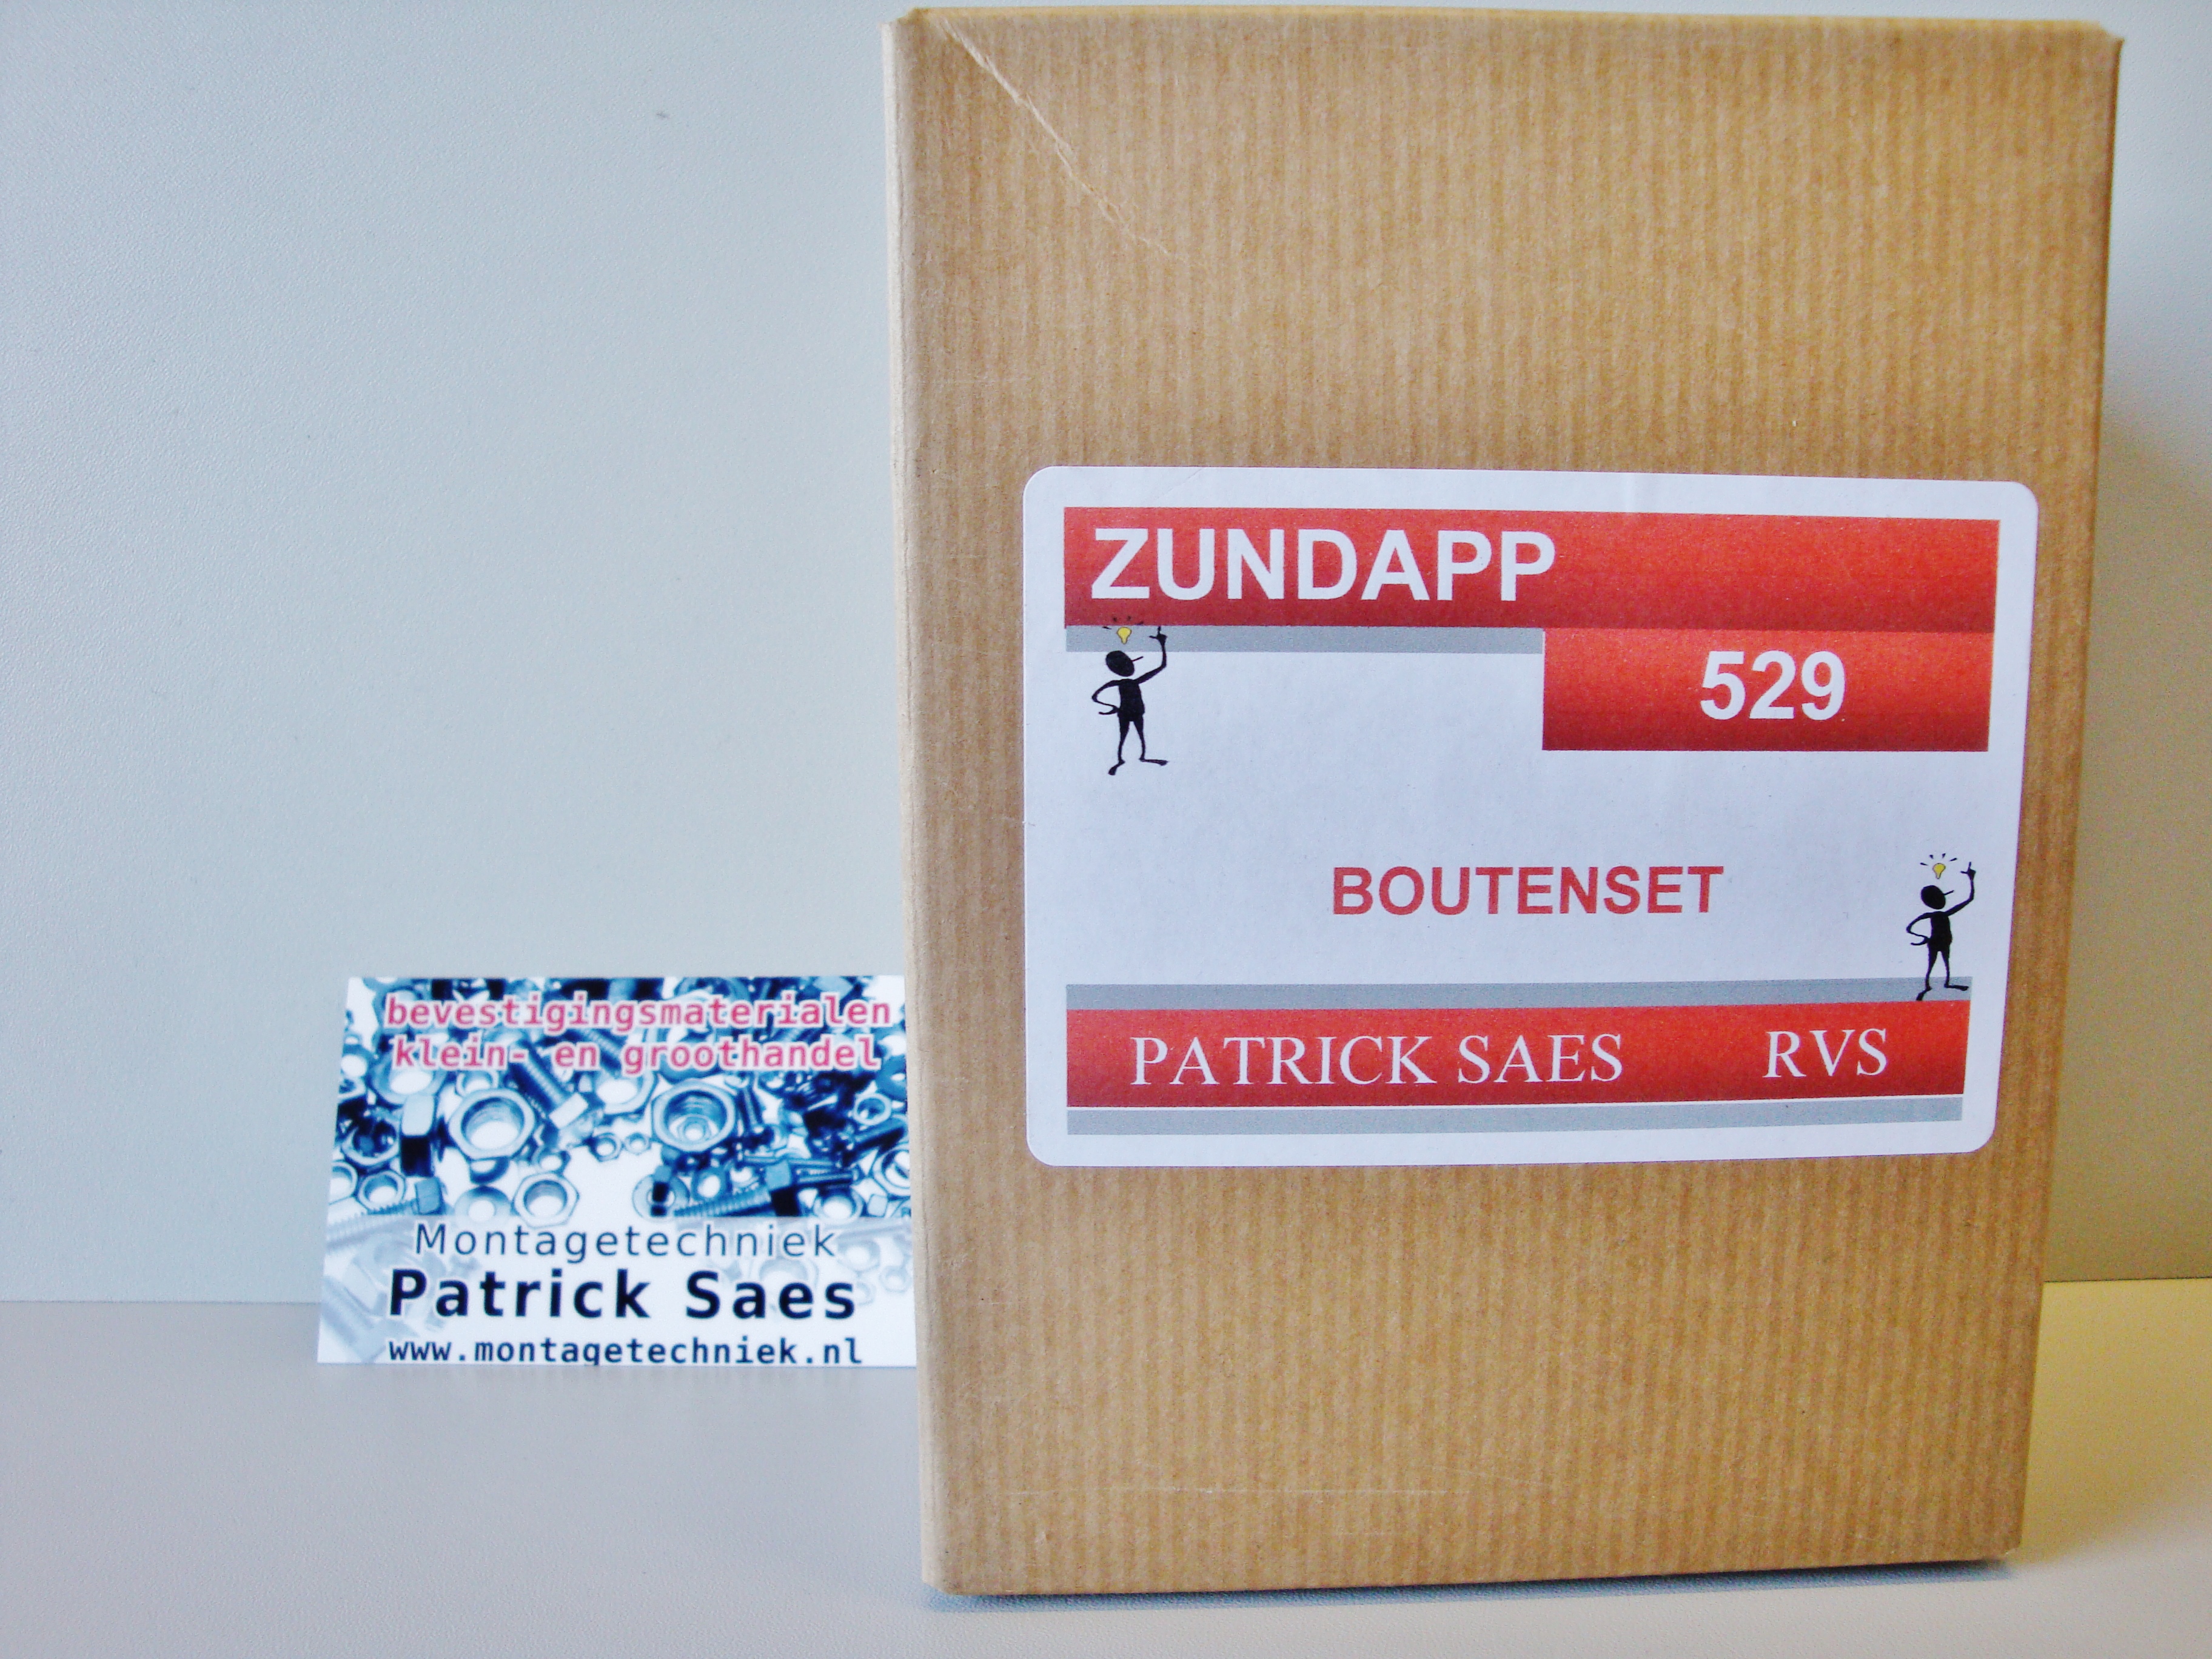 ZUNDAPP
529
BOUTENSET
PATRICK SAES RVS
bevestigingsmaterialen
klein- en groothandel
Montagetechniek
Patrick Saes
www.montagetechniek.nl